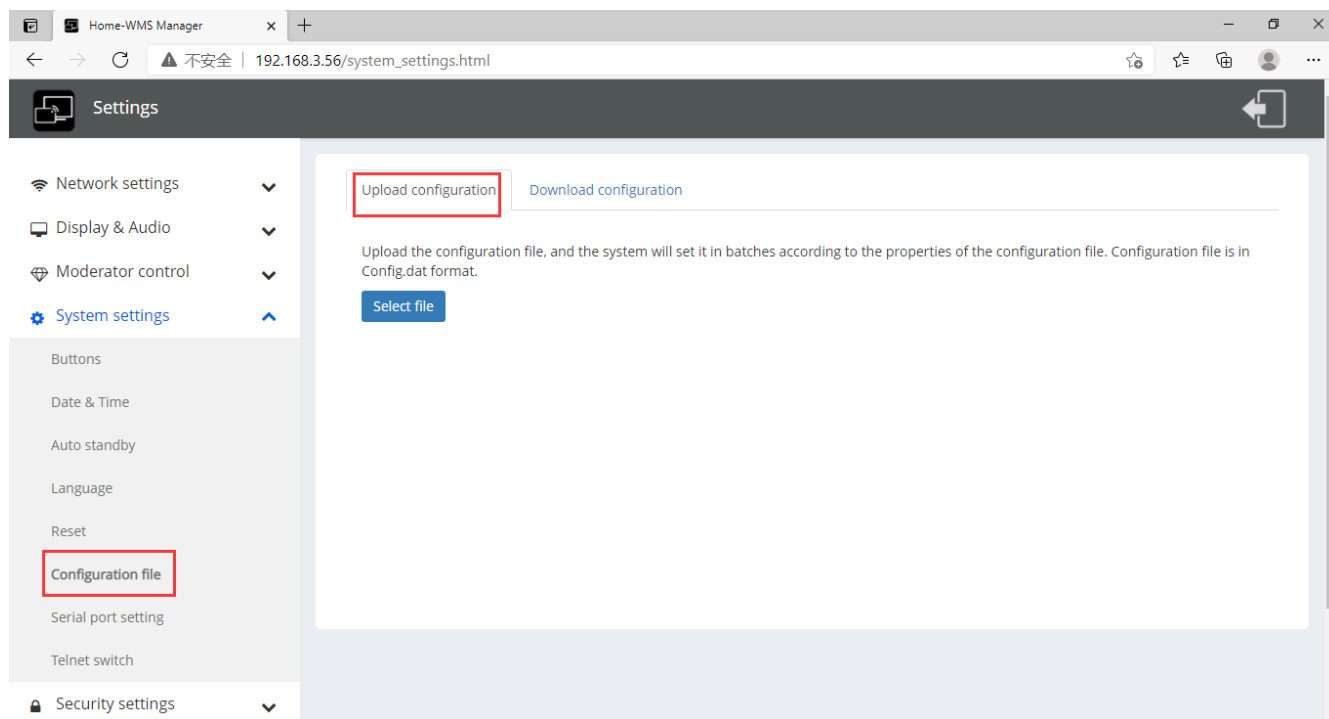 Home-WMS Manager
不安全 192.168.3.56/system_settings.html
Settings
Network settings
Display & Audio
Moderator control
System settings
Buttons
Date & Time
Auto standby
Language
Reset
Configuration file
Serial port setting
Telnet switch
Security settings
Upload configuration
Download configuration
Upload the configuration file, and the system will set it in batches according to the properties of the configuration file. Configuration file is in
Config.dat format.
Select file